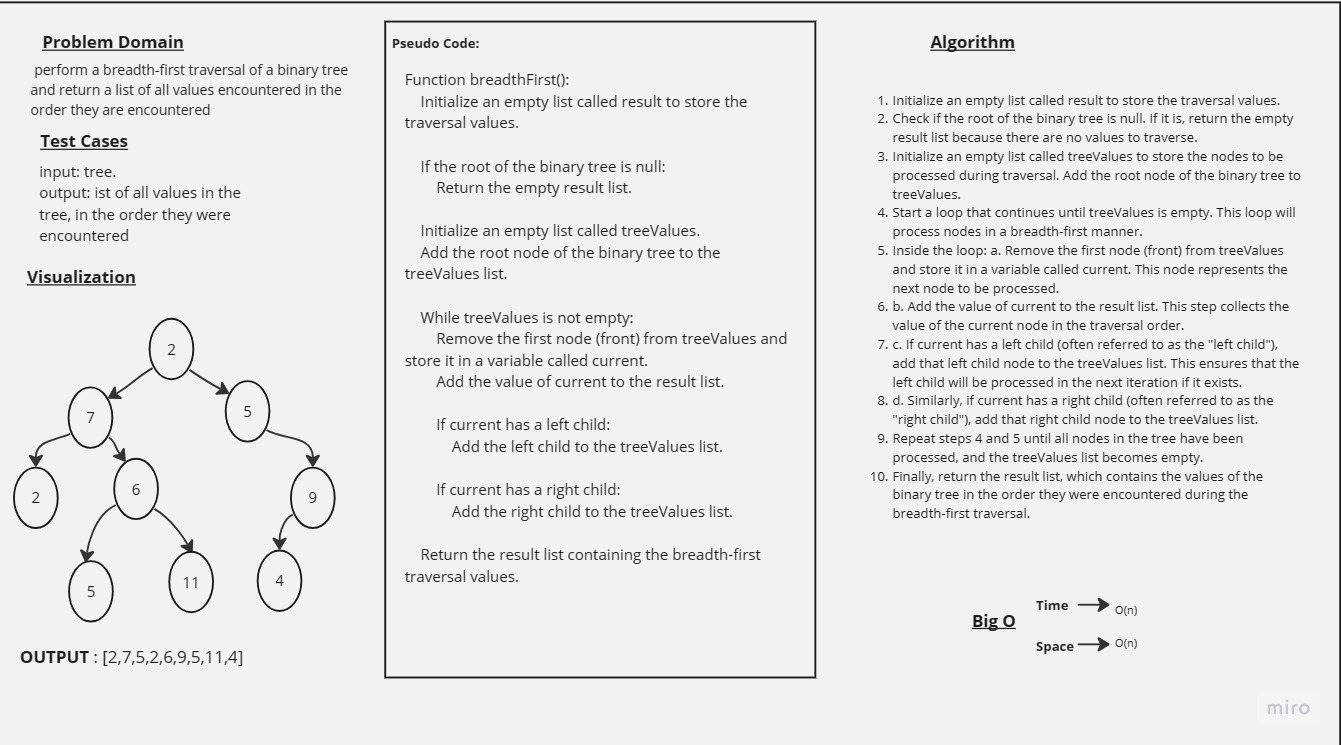 Problem Domain
perform a breadth-first traversal of a binary tree
and return a list of all values encountered in the
order they are encountered
Test Cases
input: tree.
output: ist of all values in the
tree, in the order they were
encountered
Visualization
2
7
5
2
6
9
5
11
4
OUTPUT : [2,7,5,2,6,9,5,11,4]
Pseudo Code:
Function breadthFirst():
Initialize an empty list called result to store the
traversal values.
If the root of the binary tree is null:
Return the empty result list.
Initialize an empty list called treeValues.
Add the root node of the binary tree to the
treeValues list.
While treeValues is not empty:
Remove the first node (front) from treeValues and
store it in a variable called current.
Add the value of current to the result list.
If current has a left child:
Add the left child to the treeValues list.
If current has a right child:
Add the right child to the treeValues list.
Return the result list containing the breadth-first
traversal values.
Algorithm
1. Initialize an empty list called result to store the traversal values.
2. Check if the root of the binary tree is null. If it is, return the empty
result list because there are no values to traverse.
3. Initialize an empty list called treeValues to store the nodes to be
processed during traversal. Add the root node of the binary tree to
treeValues.
4. Start a loop that continues until treeValues is empty. This loop will
process nodes in a breadth-first manner.
5. Inside the loop: a. Remove the first node (front) from treeValues
and store it in a variable called current. This node represents the
next node to be processed.
6. b. Add the value of current to the result list. This step collects the
value of the current node in the traversal order.
7. c. If current has a left child (often referred to as the "left child"),
add that left child node to the treeValues list. This ensures that the
left child will be processed in the next iteration if it exists.
8. d. Similarly, if current has a right child (often referred to as the
"right child"), add that right child node to the treeValues list.
9. Repeat steps 4 and 5 until all nodes in the tree have been
processed, and the treeValues list becomes empty.
10. Finally, return the result list, which contains the values of the
binary tree in the order they were encountered during the
breadth-first traversal.
Big O
Time
O(n)
Space
O(n)
miro